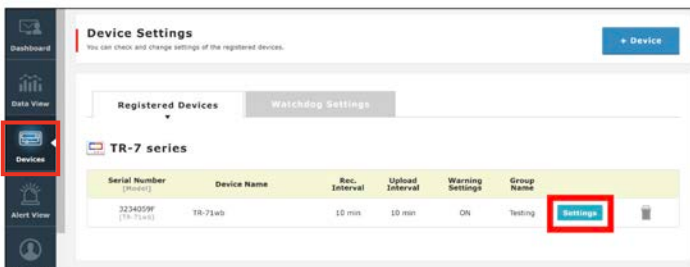 Dashboard
Data View
Devices
Alert View
Device Settings
You can check and change settings of the registered devices.
+ Device
Registered Devices
Watchdog Settings
TR-7 series
Serial Number
[Model]
Device Name
Rec.
Interval
Upload
Interval
Warning
Settings
Group
Name
3234059F
[TR-71wb]
TR-71wb
10 min
10 min
ON
Testing
Settings